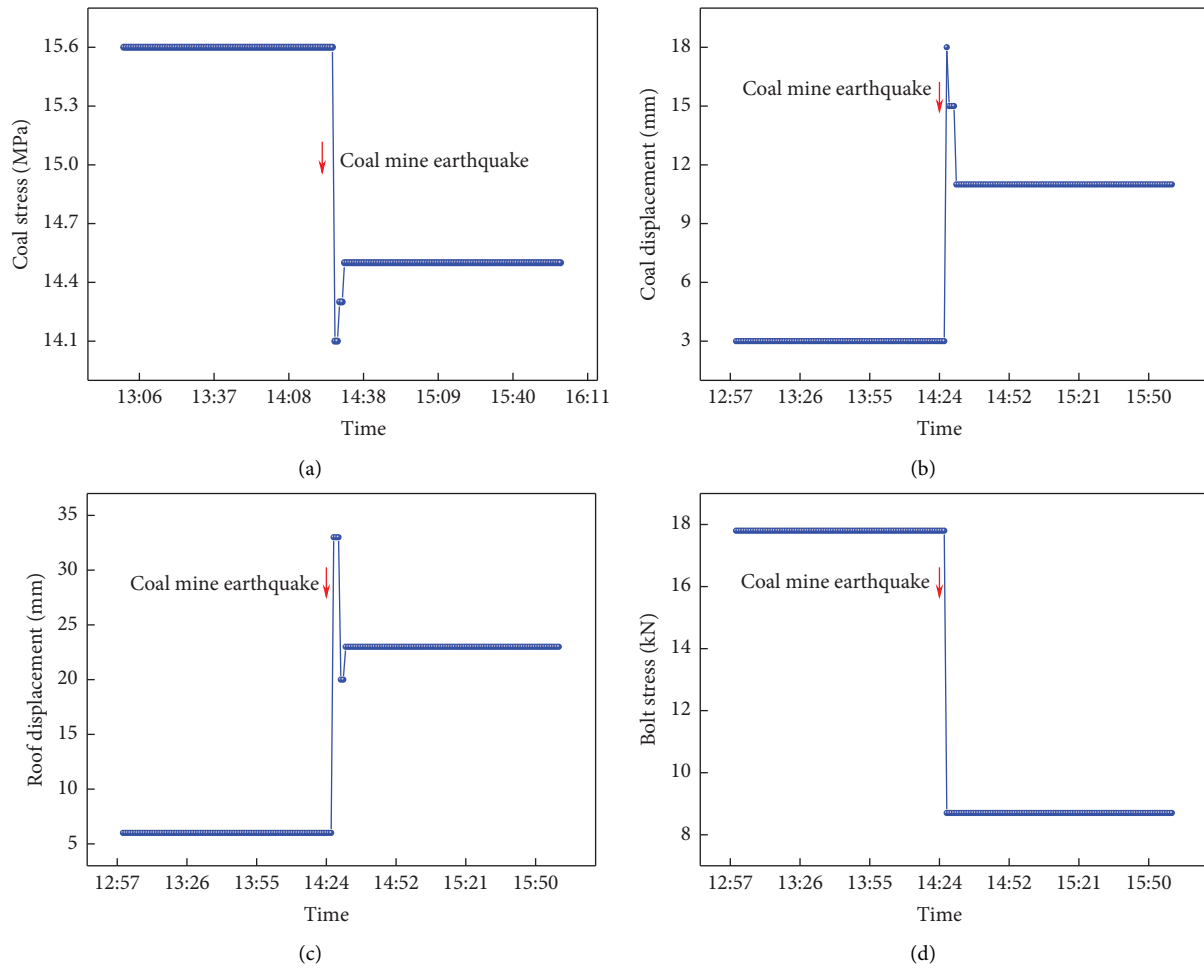 15.6
15.3
15.0
14.7
14.4
14.1
Coal stress (MPa)
Coal mine earthquake
13:06 13:37 14:08 14:38 15:09 15:40 16:11
Time
(a)
18
15
12
9
6
3
Coal displacement (mm)
Coal mine earthquake
12:57 13:26 13:55 14:24 14:52 15:21 15:50
Time
(b)
35
30
25
20
15
10
5
Roof displacement (mm)
Coal mine earthquake
12:57 13:26 13:55 14:24 14:52 15:21 15:50
Time
(c)
18
16
14
12
10
8
Bolt stress (kN)
Coal mine earthquake
12:57 13:26 13:55 14:24 14:52 15:21 15:50
Time
(d)